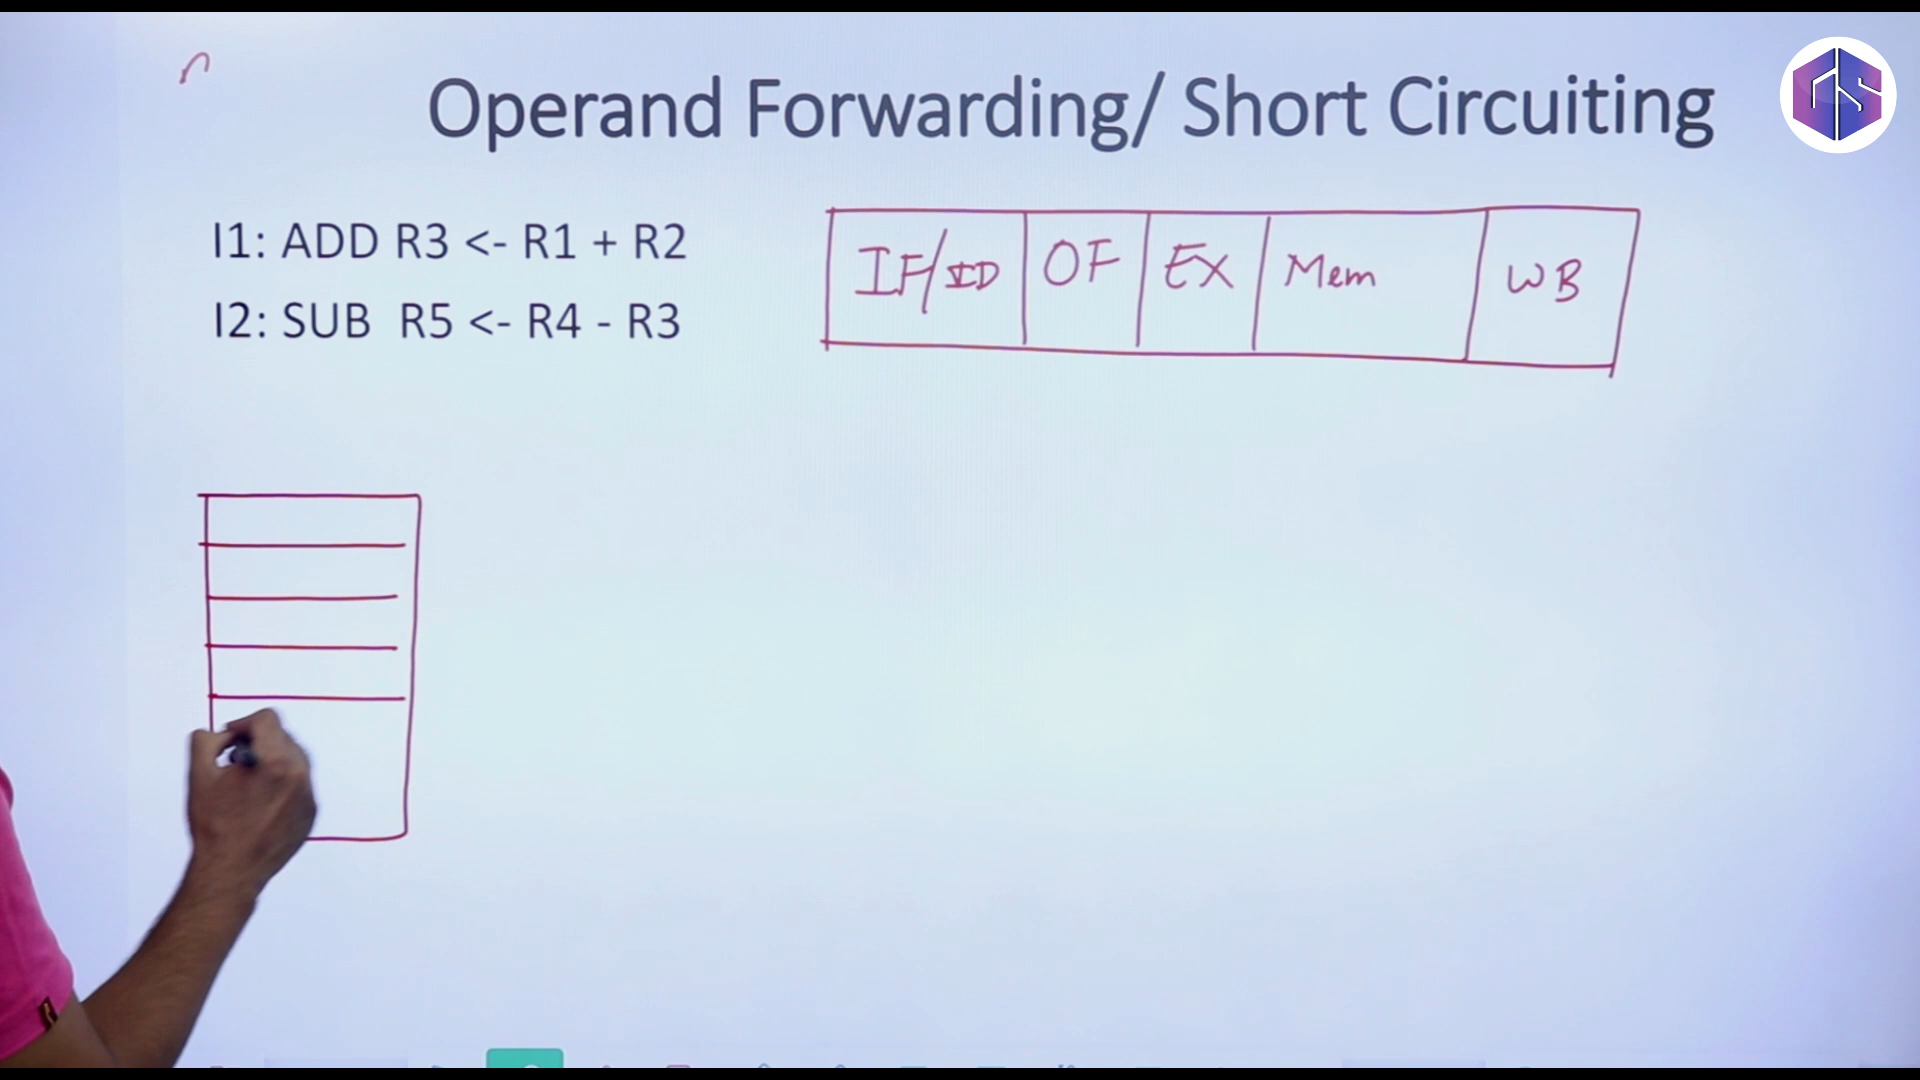 Operand Forwarding/ Short Circuiting
I1: ADD R3 <- R1 + R2
I2: SUB R5 <- R4 - R3
IF/ID OF EX Mem WB